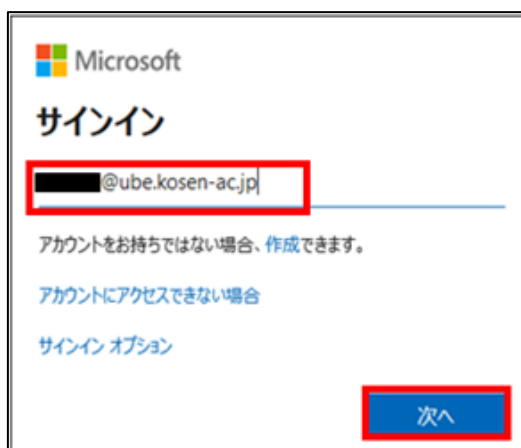 Microsoft
サインイン
@ube.kosen-ac.jp
アカウントをお持ちではない場合、作成できます。
アカウントにアクセスできない場合
サインイン オプション
次へ